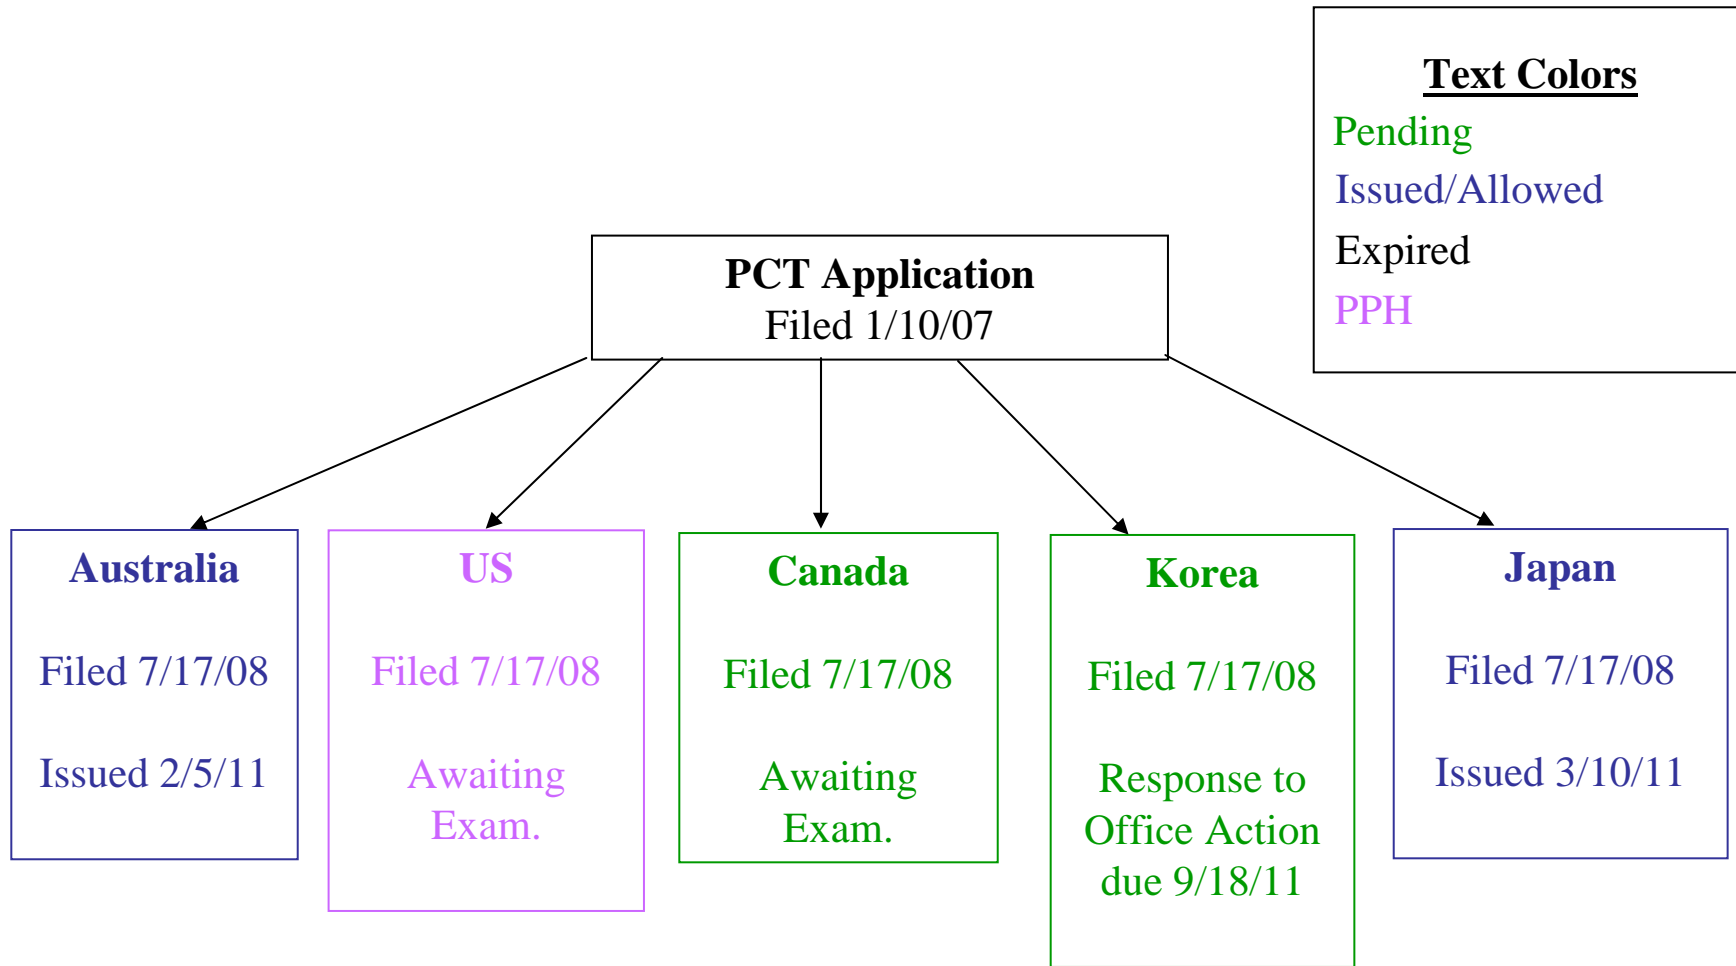 Text Colors
Pending
Issued/Allowed
Expired
PPH
PCT Application
Filed 1/10/07
Australia
Filed 7/17/08
Issued 2/5/11
US
Filed 7/17/08
Awaiting
Exam.
Canada
Filed 7/17/08
Awaiting
Exam.
Korea
Filed 7/17/08
Response to
Office Action
due 9/18/11
Japan
Filed 7/17/08
Issued 3/10/11